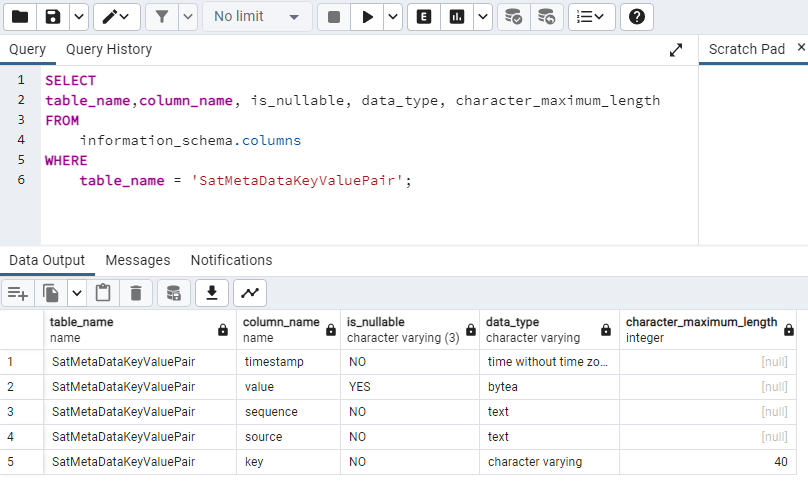 No limit
E
Query Query History Scratch Pad
1 SELECT
2 table_name,column_name, is_nullable, data_type, character_maximum_length
3 FROM
4 information_schema.columns
5 WHERE
6 table_name = 'SatMetaDataKeyValuePair';
Data Output Messages Notifications
table_name column_name is_nullable data_type character_maximum_length
name name character varying (3) character varying integer
1 SatMetaDataKeyValuePair timestamp NO time without time zo... [null]
2 SatMetaDataKeyValuePair value YES bytea [null]
3 SatMetaDataKeyValuePair sequence NO text [null]
4 SatMetaDataKeyValuePair source NO text [null]
5 SatMetaDataKeyValuePair key NO character varying 40